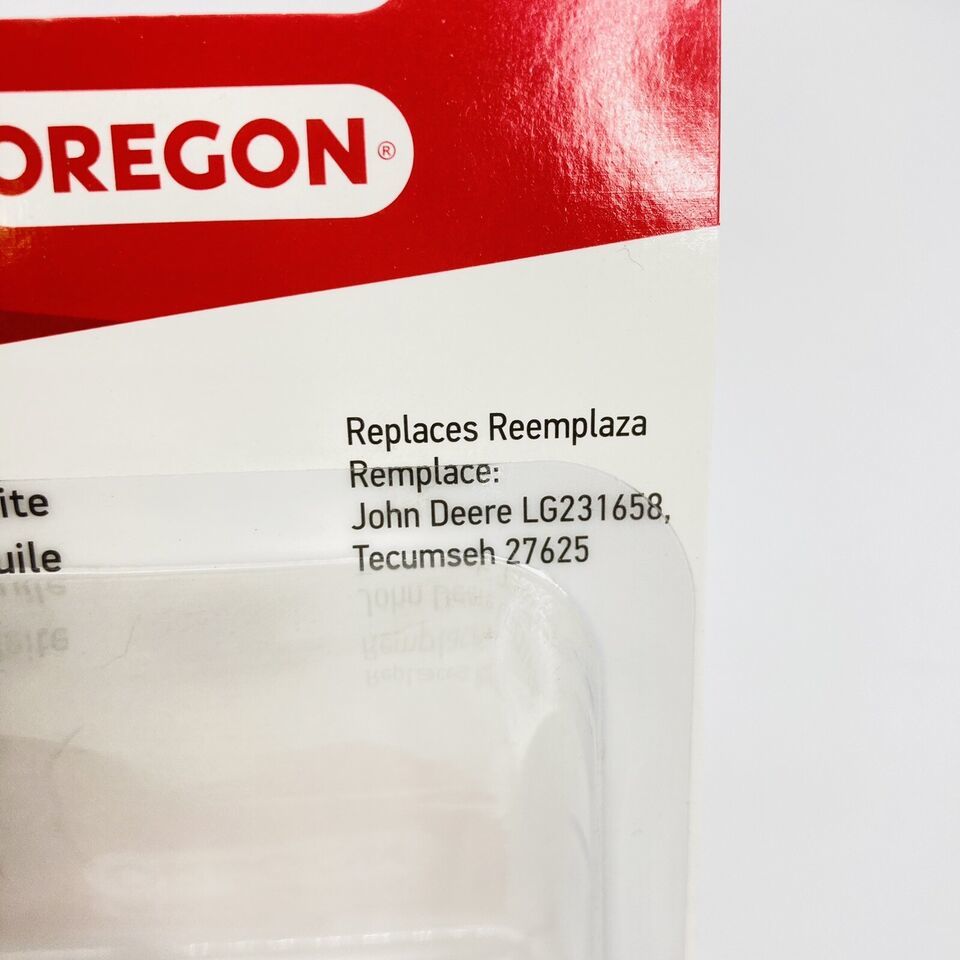 OREGON®
Replaces Reemplaza
Remplace:
John Deere LG231658,
Tecumseh 27625
ite
uile